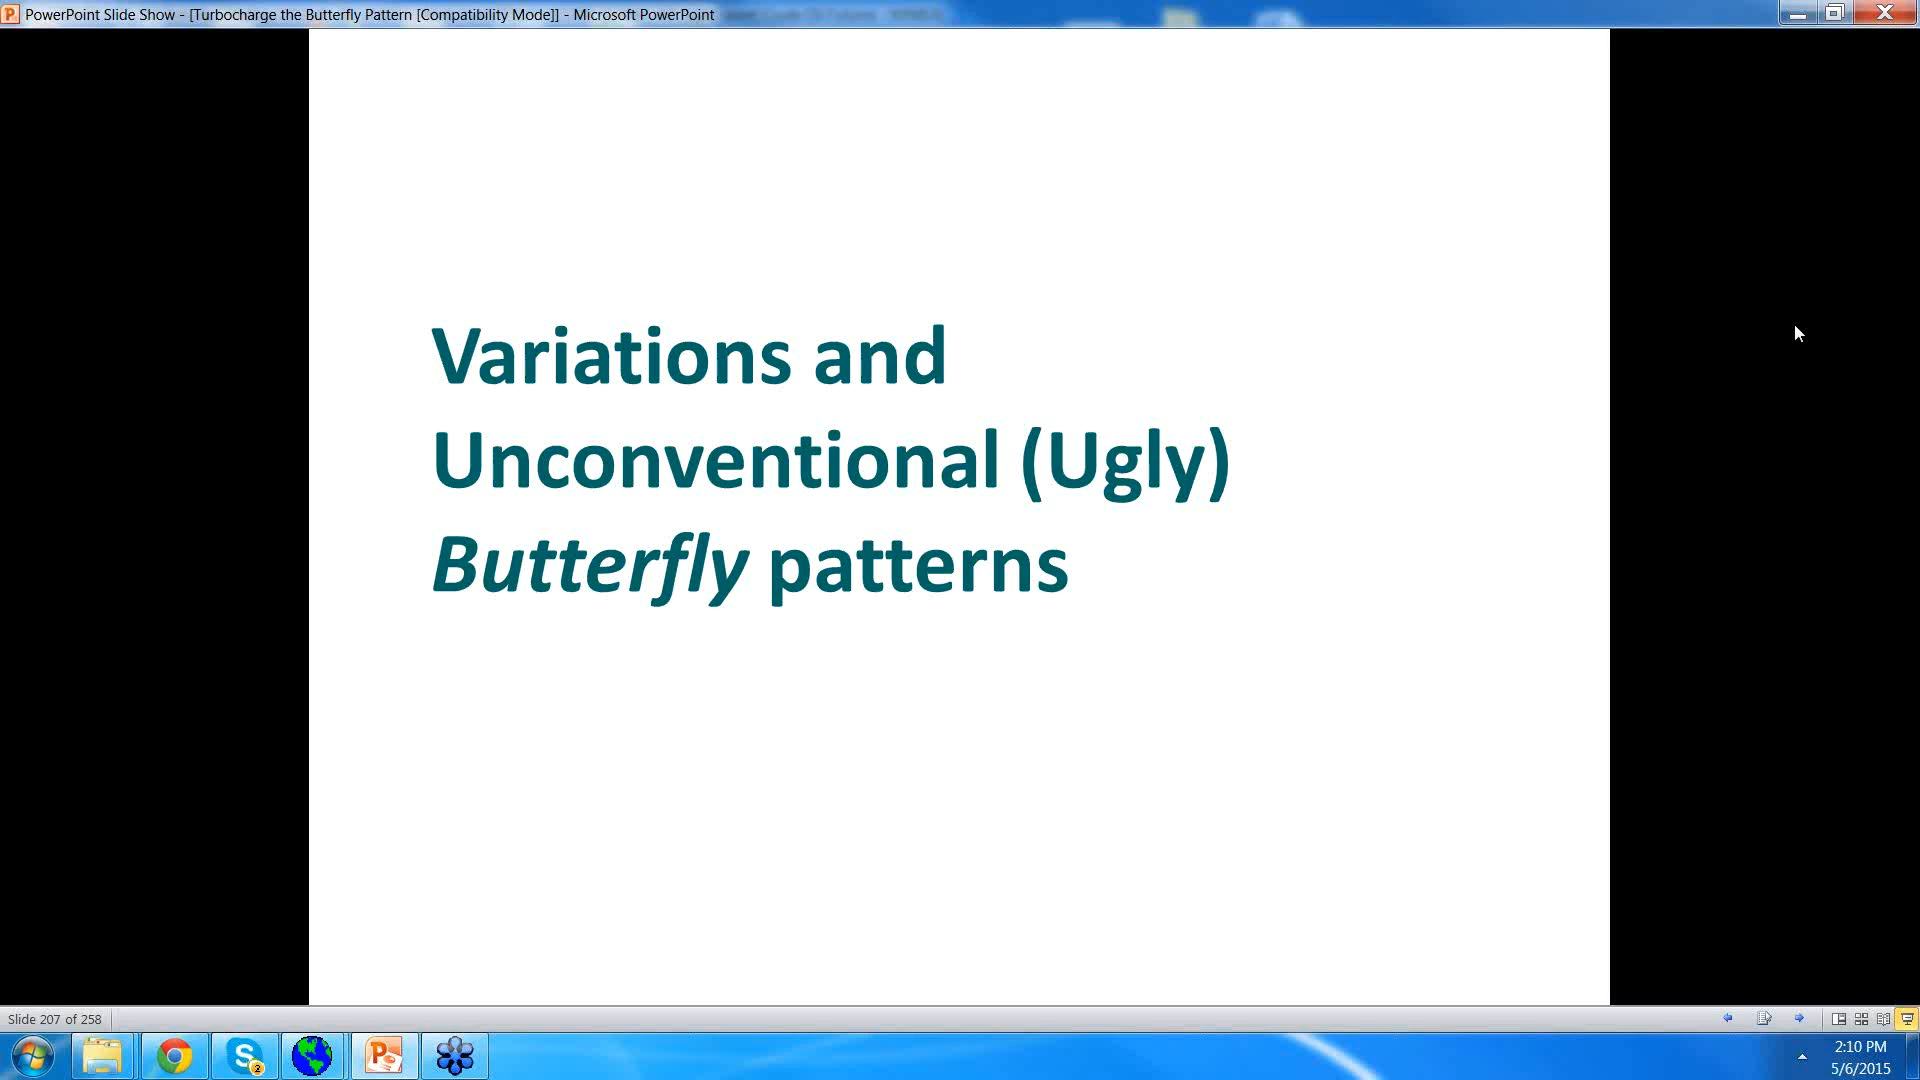 PowerPoint Slide Show - [Turbocharge the Butterfly Pattern [Compatibility Mode]] - Microsoft PowerPoint
Variations and
Unconventional (Ugly)
Butterfly patterns
Slide 207 of 258
2
2:10 PM
5/6/2015